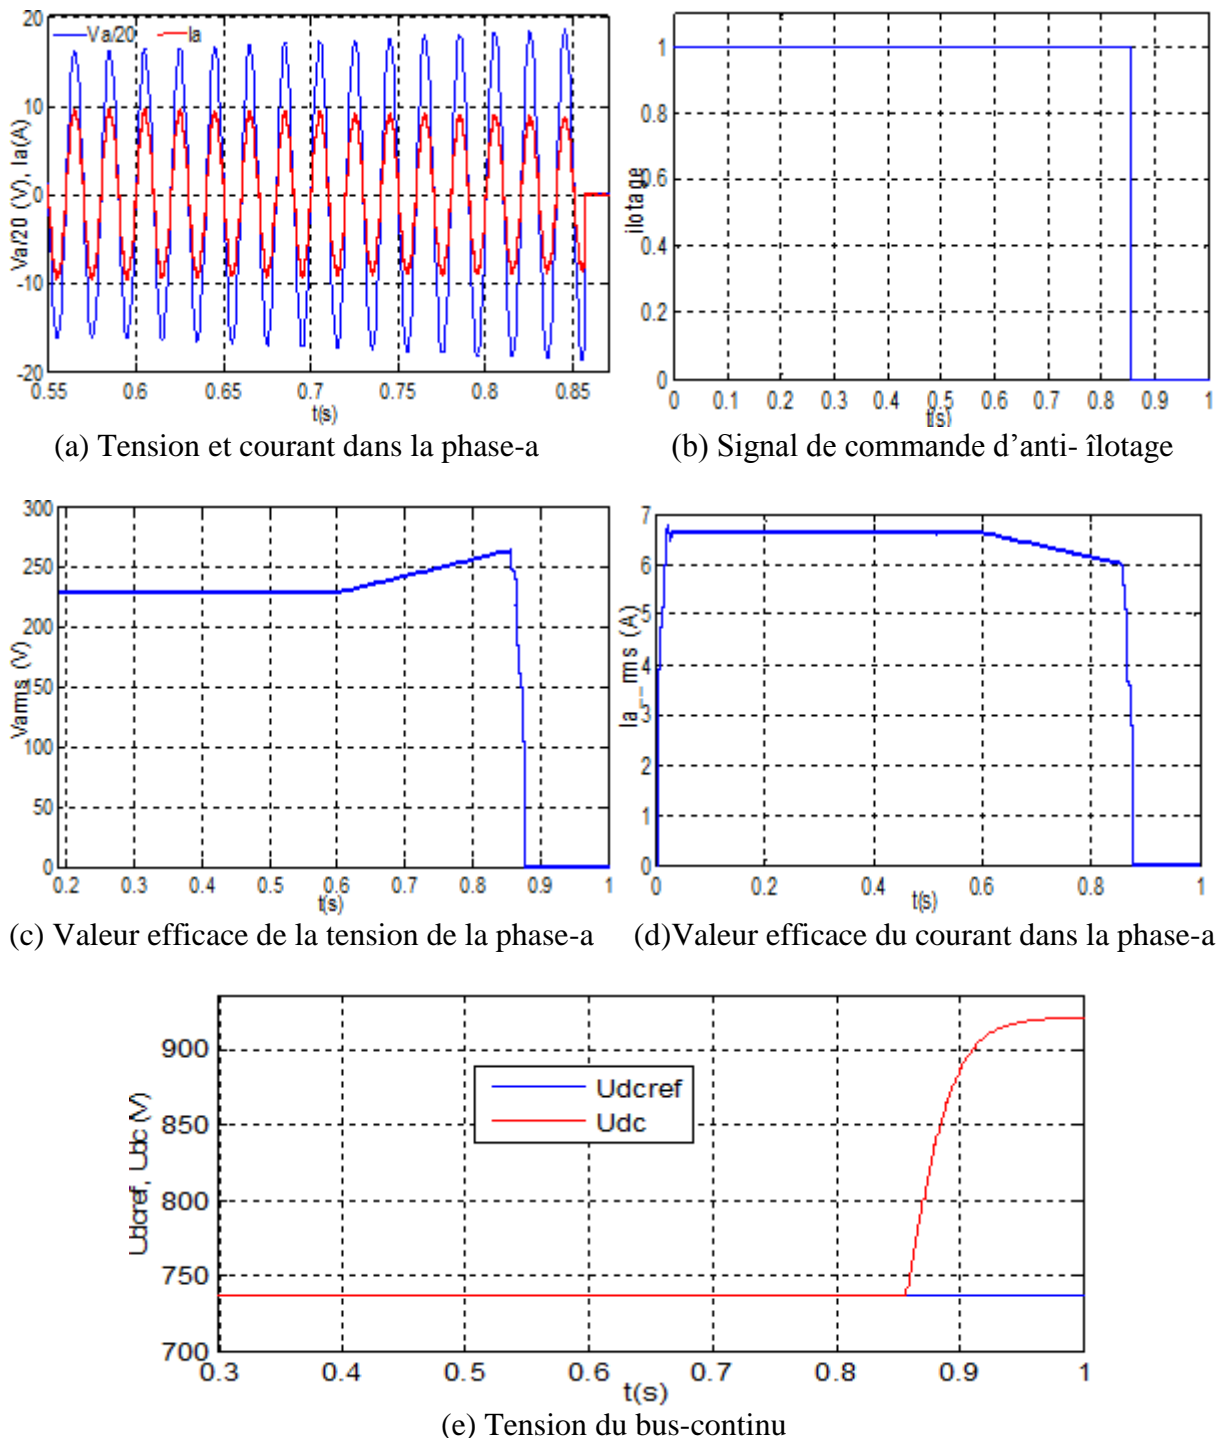 20
Va/20 Ia
10
0
-10
-20
Va/20 (V), Ia(A)
0.55 0.6 0.65 0.7 0.75 0.8 0.85
t(s)
(a) Tension et courant dans la phase-a
1
0.8
0.6
0.4
0.2
0
ilotage
0 0.1 0.2 0.3 0.4 0.5 0.6 0.7 0.8 0.9 1
t(s)
(b) Signal de commande d’anti- îlotage
300
250
200
150
100
50
0
Varms (V)
0.2 0.3 0.4 0.5 0.6 0.7 0.8 0.9 1
t(s)
(c) Valeur efficace de la tension de la phase-a
7
6
5
4
3
2
1
0
Ia_rms (A)
0 0.2 0.4 0.6 0.8 1
t(s)
(d)Valeur efficace du courant dans la phase-a
900
850
800
750
700
Udcref, Udc (V)
Udcref
Udc
0.3 0.4 0.5 0.6 0.7 0.8 0.9 1
t(s)
(e) Tension du bus-continu